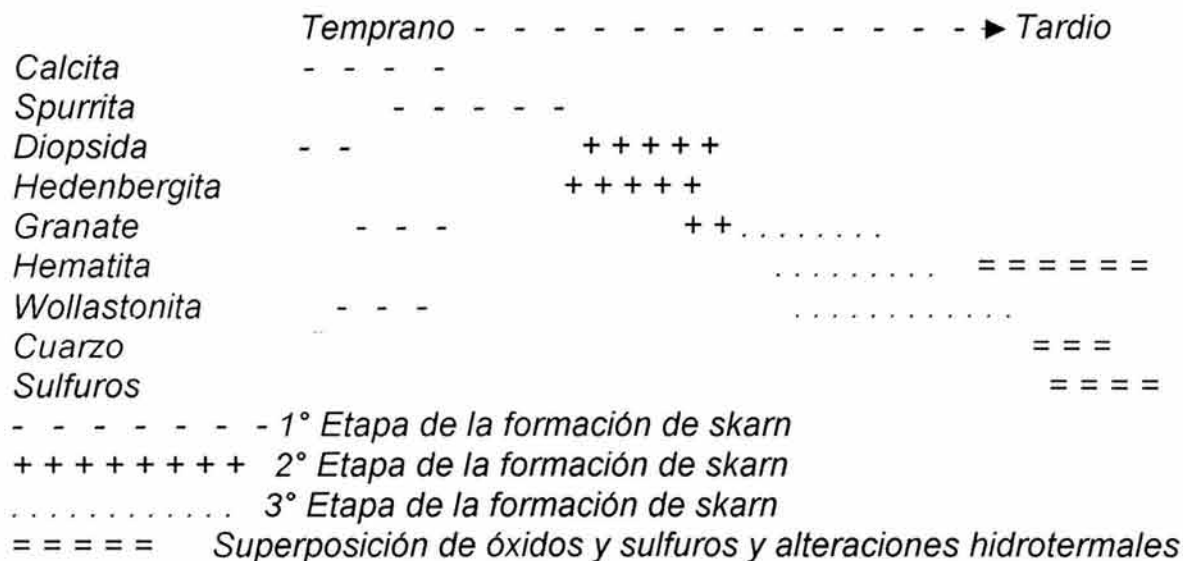 Temprano - - - - - - - - - - - - - - ► Tardio
Calcita - - - -
Spurrita - - - - -
Diopsida - - + + + + +
Hedenbergita + + + + +
Granate - - - + + . . . . . . . .
Hematita . . . . . . . . . = = = = = =
Wollastonita - - - . . . . . . . . . . . .
Cuarzo = = =
Sulfuros = = = =
- - - - - - - 1° Etapa de la formación de skarn
+ + + + + + + + 2° Etapa de la formación de skarn
. . . . . . . . . . . . 3° Etapa de la formación de skarn
= = = = = Superposición de óxidos y sulfuros y alteraciones hidrotermales